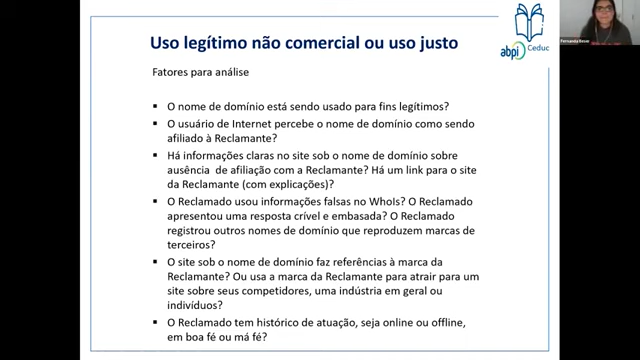 Uso legítimo não comercial ou uso justo
abpi
Ceduc
Fatores para análise
▪ O nome de domínio está sendo usado para fins legítimos?
▪ O usuário de Internet percebe o nome de domínio como sendo
afiliado à Reclamante?
▪ Há informações claras no site sob o nome de domínio sobre
ausência de afiliação com a Reclamante? Há um link para o site
da Reclamante (com explicações)?
▪ O Reclamado usou informações falsas no WhoIs? O Reclamado
apresentou uma resposta crível e embasada? O Reclamado
registrou outros nomes de domínio que reproduzem marcas de
terceiros?
▪ O site sob o nome de domínio faz referências à marca da
Reclamante? Ou usa a marca da Reclamante para atrair para um
site sobre seus competidores, uma indústria em geral ou
indivíduos?
▪ O Reclamado tem histórico de atuação, seja online ou offline,
em boa fé ou má fé?